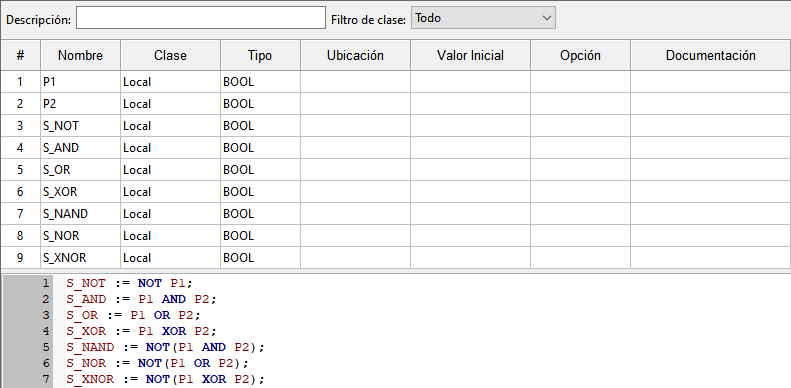 Descripción: Filtro de clase: Todo
# Nombre Clase Tipo Ubicación Valor Inicial Opción Documentación
1 P1 Local BOOL
2 P2 Local BOOL
3 S_NOT Local BOOL
4 S_AND Local BOOL
5 S_OR Local BOOL
6 S_XOR Local BOOL
7 S_NAND Local BOOL
8 S_NOR Local BOOL
9 S_XNOR Local BOOL
1 S_NOT := NOT P1;
2 S_AND := P1 AND P2;
3 S_OR := P1 OR P2;
4 S_XOR := P1 XOR P2;
5 S_NAND := NOT(P1 AND P2);
6 S_NOR := NOT(P1 OR P2);
7 S_XNOR := NOT(P1 XOR P2);